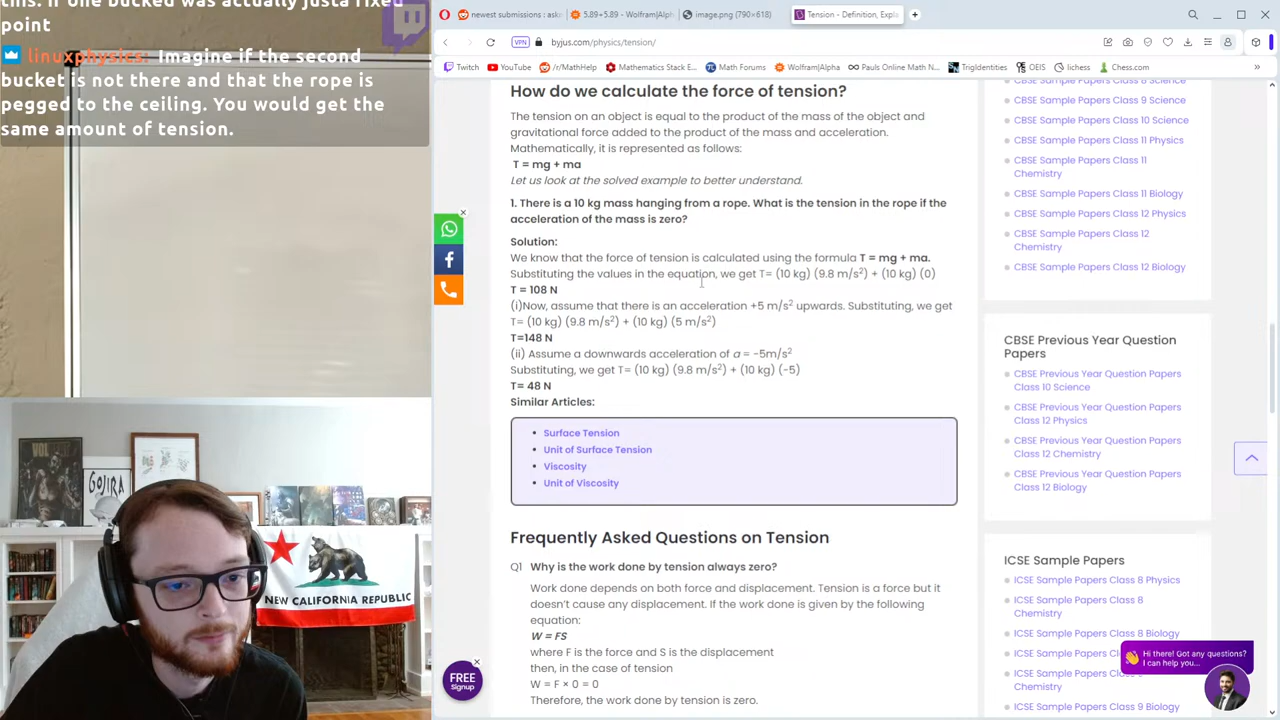 this. If one bucked was actually justa fixed
point
linuxphysics: Imagine if the second
bucket is not there and that the rope is
pegged to the ceiling. You would get the
same amount of tension.
GOJIRA
NEW CALIFORNIA REPUBLIC
newest submissions : ask
5.89+5.89 - Wolfram|Alph
image.png (790×618)
Tension - Definition, Expla
VPN
byjus.com/physics/tension/
Twitch
YouTube
/r/MathHelp
Mathematics Stack E...
Math Forums
Wolfram|Alpha
Pauls Online Math N...
TrigIdentities
OEIS
lichess
Chess.com
How do we calculate the force of tension?
The tension on an object is equal to the product of the mass of the object and
gravitational force added to the product of the mass and acceleration.
Mathematically, it is represented as follows:
T = mg + ma
Let us look at the solved example to better understand.
1. There is a 10 kg mass hanging from a rope. What is the tension in the rope if the
acceleration of the mass is zero?
Solution:
We know that the force of tension is calculated using the formula T = mg + ma.
Substituting the values in the equation, we get T= (10 kg) (9.8 m/s²) + (10 kg) (0)
T = 108 N
(i)Now, assume that there is an acceleration +5 m/s² upwards. Substituting, we get
T= (10 kg) (9.8 m/s²) + (10 kg) (5 m/s²)
T=148 N
(ii) Assume a downwards acceleration of a = -5m/s²
Substituting, we get T= (10 kg) (9.8 m/s²) + (10 kg) (-5)
T= 48 N
Similar Articles:
Surface Tension
Unit of Surface Tension
Viscosity
Unit of Viscosity
Frequently Asked Questions on Tension
Q1 Why is the work done by tension always zero?
Work done depends on both force and displacement. Tension is a force but it
doesn't cause any displacement. If the work done is given by the following
equation:
W = FS
where F is the force and S is the displacement
then, in the case of tension
W = F × 0 = 0
Therefore, the work done by tension is zero.
FREE
Signup
CBSE Sample Papers Class 8 Science
CBSE Sample Papers Class 9 Science
CBSE Sample Papers Class 10 Science
CBSE Sample Papers Class 11 Physics
CBSE Sample Papers Class 11
Chemistry
CBSE Sample Papers Class 11 Biology
CBSE Sample Papers Class 12 Physics
CBSE Sample Papers Class 12
Chemistry
CBSE Sample Papers Class 12 Biology
CBSE Previous Year Question
Papers
CBSE Previous Year Question Papers
Class 10 Science
CBSE Previous Year Question Papers
Class 12 Physics
CBSE Previous Year Question Papers
Class 12 Chemistry
CBSE Previous Year Question Papers
Class 12 Biology
ICSE Sample Papers
ICSE Sample Papers Class 8 Physics
ICSE Sample Papers Class 8
Chemistry
ICSE Sample Papers Class 8 Biology
ICSE Sample Papers Class
ICSE Sample Papers Class
Chemistry
ICSE Sample Papers Class 9 Biology
Hi there! Got any questions?
I can help you...